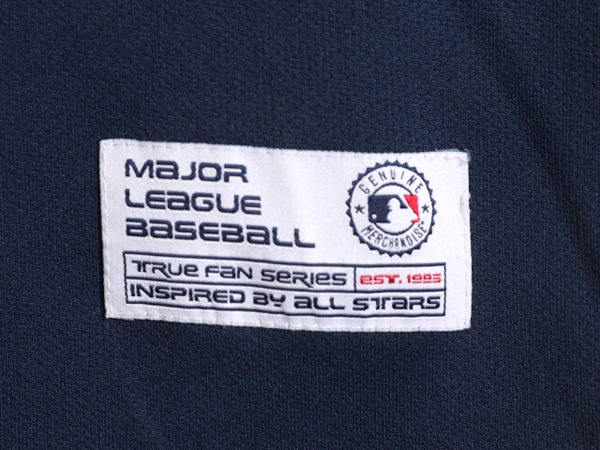 MAJOR
LEAGUE
BASEBALL
GENUINE
MERCHANDISE
TRUE FAN SERIES
EST. 1995
INSPIRED BY ALL STARS